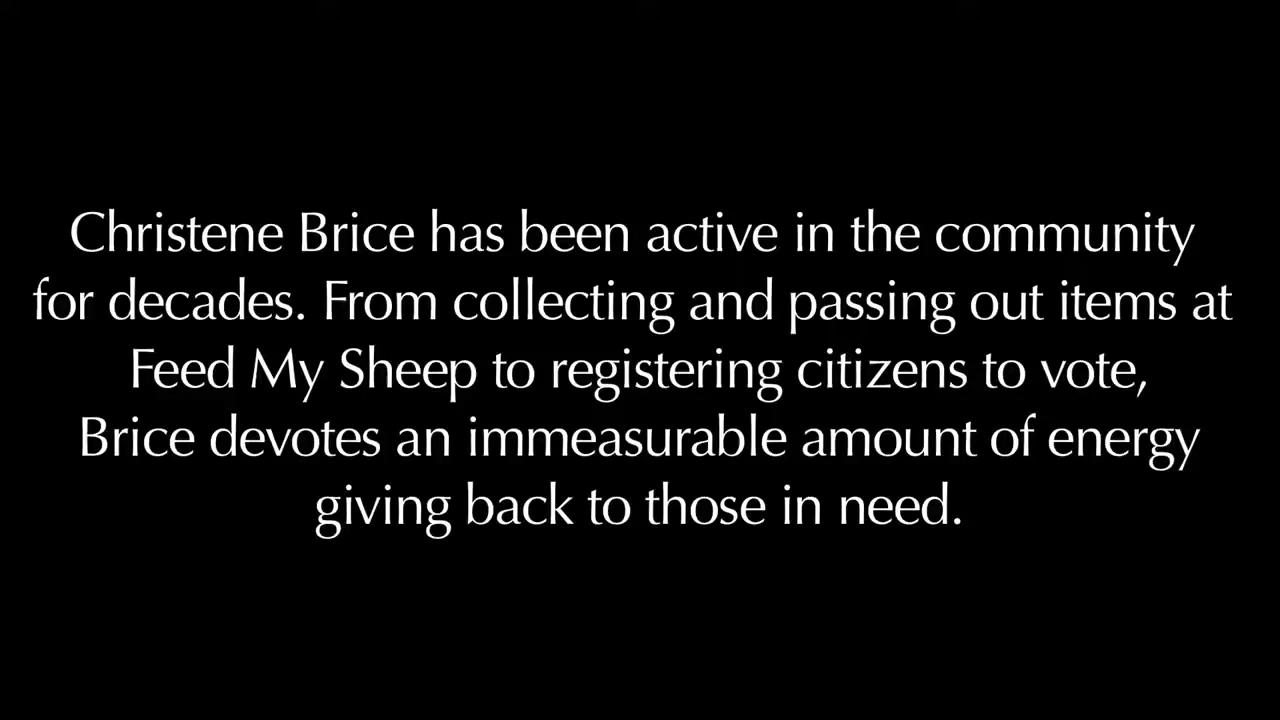 Christene Brice has been active in the community
for decades. From collecting and passing out items at
Feed My Sheep to registering citizens to vote,
Brice devotes an immeasurable amount of energy
giving back to those in need.